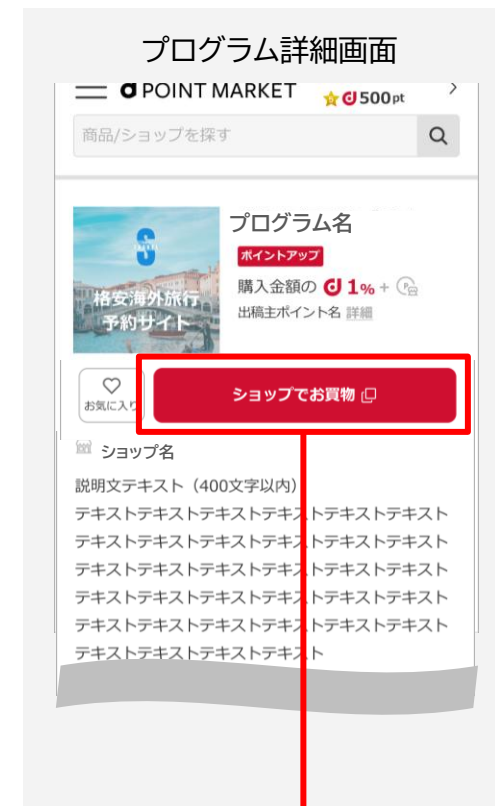 プログラム詳細画面
d POINT MARKET
d 500pt
商品/ショップを探す
プログラム名
ポイントアップ
購入金額の d 1% +
出稿主ポイント名 詳細
S
格安海外旅行
予約サイト
お気に入り
ショップでお買物
ショップ名
説明文テキスト（400文字以内）
テキストテキストテキストテキストテキストテキスト
テキストテキストテキストテキストテキストテキスト
テキストテキストテキストテキストテキストテキスト
テキストテキストテキストテキストテキストテキスト
テキストテキストテキストテキストテキストテキスト
テキストテキストテキストテキスト